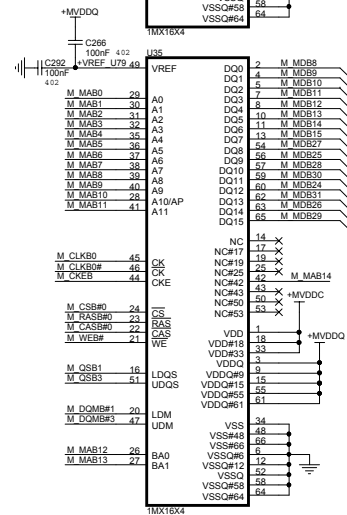 VSSQ#58 58
VSSQ#64 64
1MX16X4
+MVDDQ
C266
100nF 402
U35
C292 +VREF_U79 49 VREF
100nF
402
DQ0 2 M_MDB8
DQ1 4 M_MDB9
DQ2 5 M_MDB10
DQ3 7 M_MDB11
DQ4 8 M_MDB12
DQ5 10 M_MDB13
DQ6 11 M_MDB14
DQ7 13 M_MDB15
DQ8 54 M_MDB27
DQ9 56 M_MDB25
DQ10 57 M_MDB28
DQ11 59 M_MDB30
DQ12 60 M_MDB24
DQ13 62 M_MDB31
DQ14 63 M_MDB26
DQ15 65 M_MDB29
M_MAB0 29 A0
M_MAB1 30 A1
M_MAB2 31 A2
M_MAB3 32 A3
M_MAB4 35 A4
M_MAB5 36 A5
M_MAB6 37 A6
M_MAB7 38 A7
M_MAB8 39 A8
M_MAB9 40 A9
M_MAB10 28 A10/AP
M_MAB11 41 A11
NC 14
NC#17 17
NC#19 19
NC#25 25
NC#42 42 M_MAB14
NC#43 43
NC#50 50
NC#53 53
M_CLKB0 45 CK
M_CLKB0# 46 CK
M_CKEB 44 CKE
+MVDDC
M_CSB#0 24 CS
M_RASB#0 23 RAS
M_CASB#0 22 CAS
M_WEB# 21 WE
VDD 1
VDD#18 18
VDD#33 33
+MVDDQ
VDDQ 3
VDDQ#9 9
VDDQ#15 15
VDDQ#55 55
VDDQ#61 61
M_QSB1 16 LDQS
M_QSB3 51 UDQS
M_DQMB#1 20 LDM
M_DQMB#3 47 UDM
VSS 34
VSS#48 48
VSS#66 66
VSSQ#6 6
VSSQ#12 12
VSSQ 52
VSSQ#58 58
VSSQ#64 64
M_MAB12 26 BA0
M_MAB13 27 BA1
1MX16X4